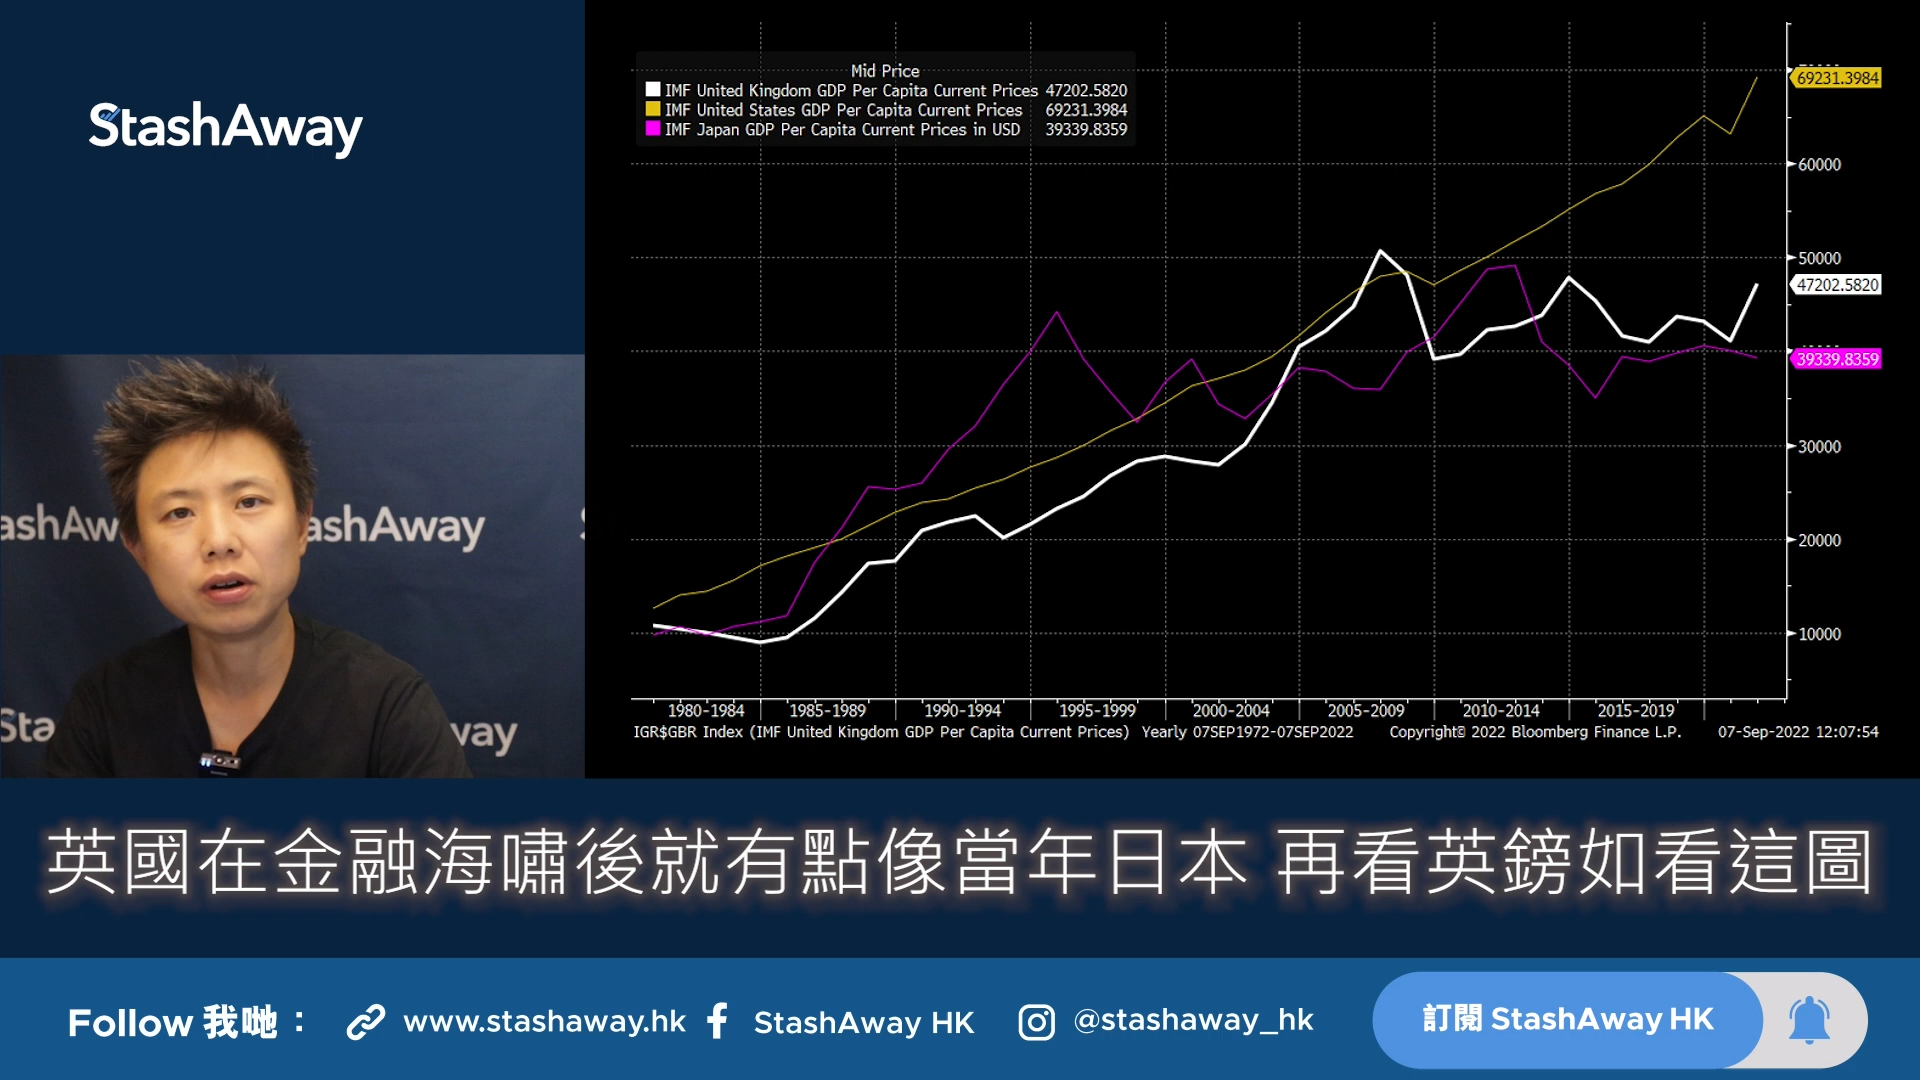 StashAway
Mid Price
IMF United Kingdom GDP Per Capita Current Prices 47202.5820
IMF United States GDP Per Capita Current Prices 69231.3984
IMF Japan GDP Per Capita Current Prices in USD 39339.8359
69231.3984
60000
50000
47202.5820
39339.8359
30000
20000
10000
1980-1984 1985-1989 1990-1994 1995-1999 2000-2004 2005-2009 2010-2014 2015-2019
IGR$GBR Index (IMF United Kingdom GDP Per Capita Current Prices) Yearly 07SEP1972-07SEP2022 Copyright© 2022 Bloomberg Finance L.P. 07-Sep-2022 12:07:54
ashAw ashAway S
Sta way
英國在金融海嘯後就有點像當年日本 再看英鎊如看這圖
Follow 我哋： www.stashaway.hk StashAway HK @stashaway_hk 訂閱 StashAway HK